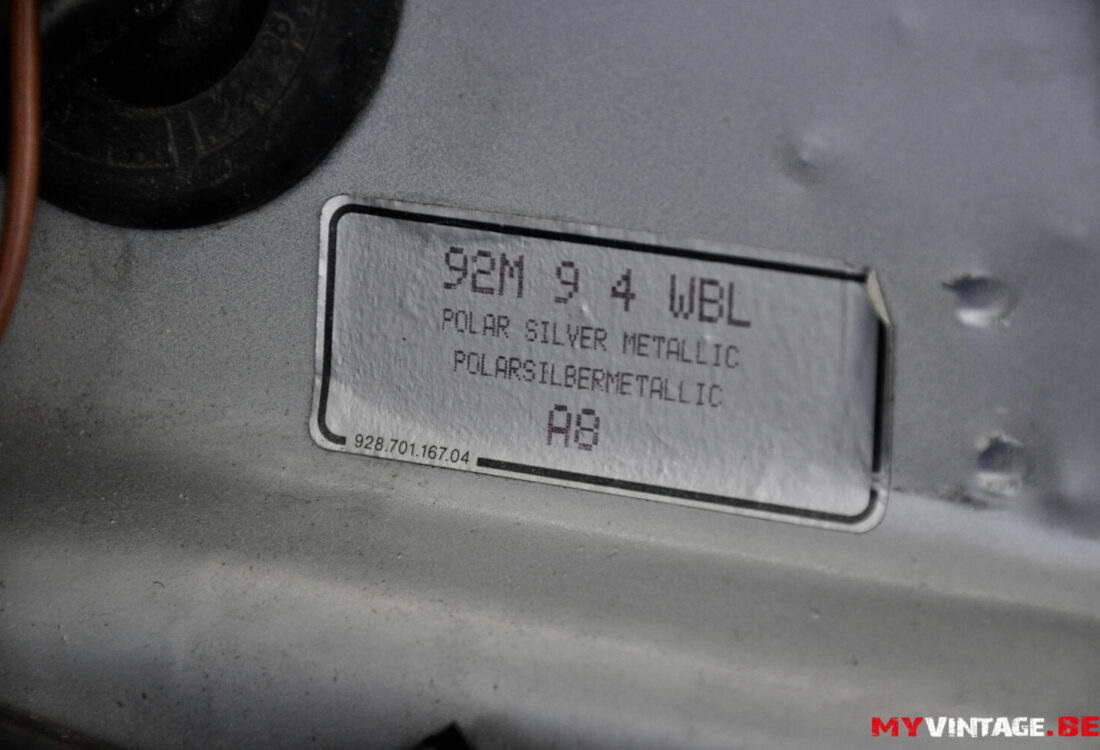 92M 9 4 WBL
POLAR SILVER METALLIC
POLARSILBERMETALLIC
A8
928.701.167.04
MYVINTAGE.BE